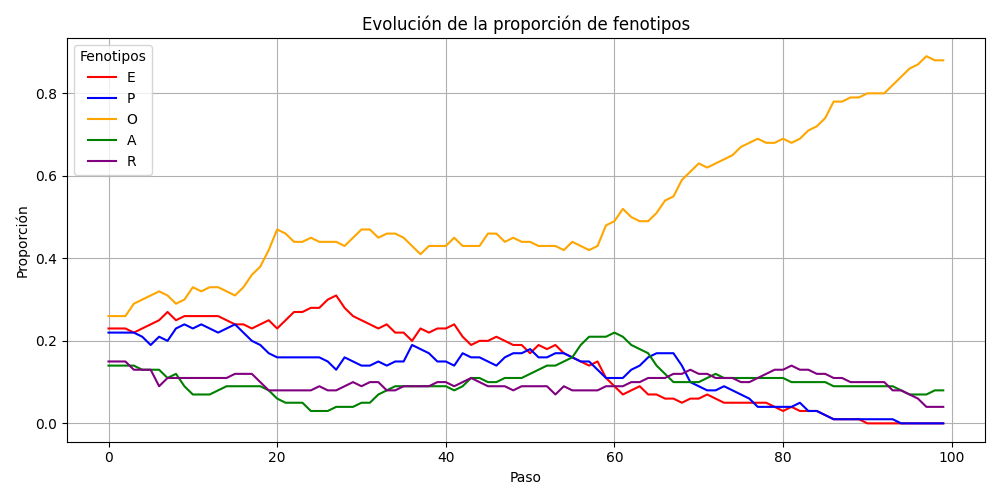 Evolución de la proporción de fenotipos
Fenotipos
E
P
O
A
R
Proporción
0.8
0.6
0.4
0.2
0.0
0
20
40
60
80
100
Paso